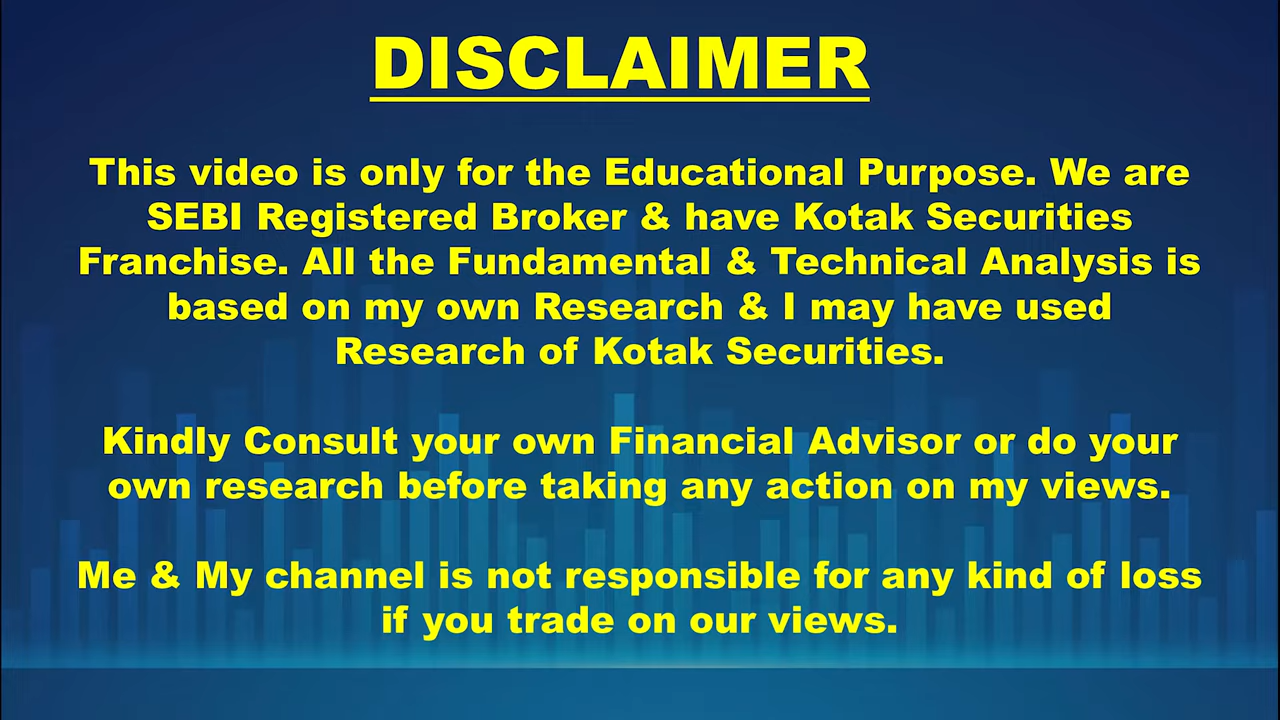 DISCLAIMER
This video is only for the Educational Purpose. We are
SEBI Registered Broker & have Kotak Securities
Franchise. All the Fundamental & Technical Analysis is
based on my own Research & I may have used
Research of Kotak Securities.
Kindly Consult your own Financial Advisor or do your
own research before taking any action on my views.
Me & My channel is not responsible for any kind of loss
if you trade on our views.